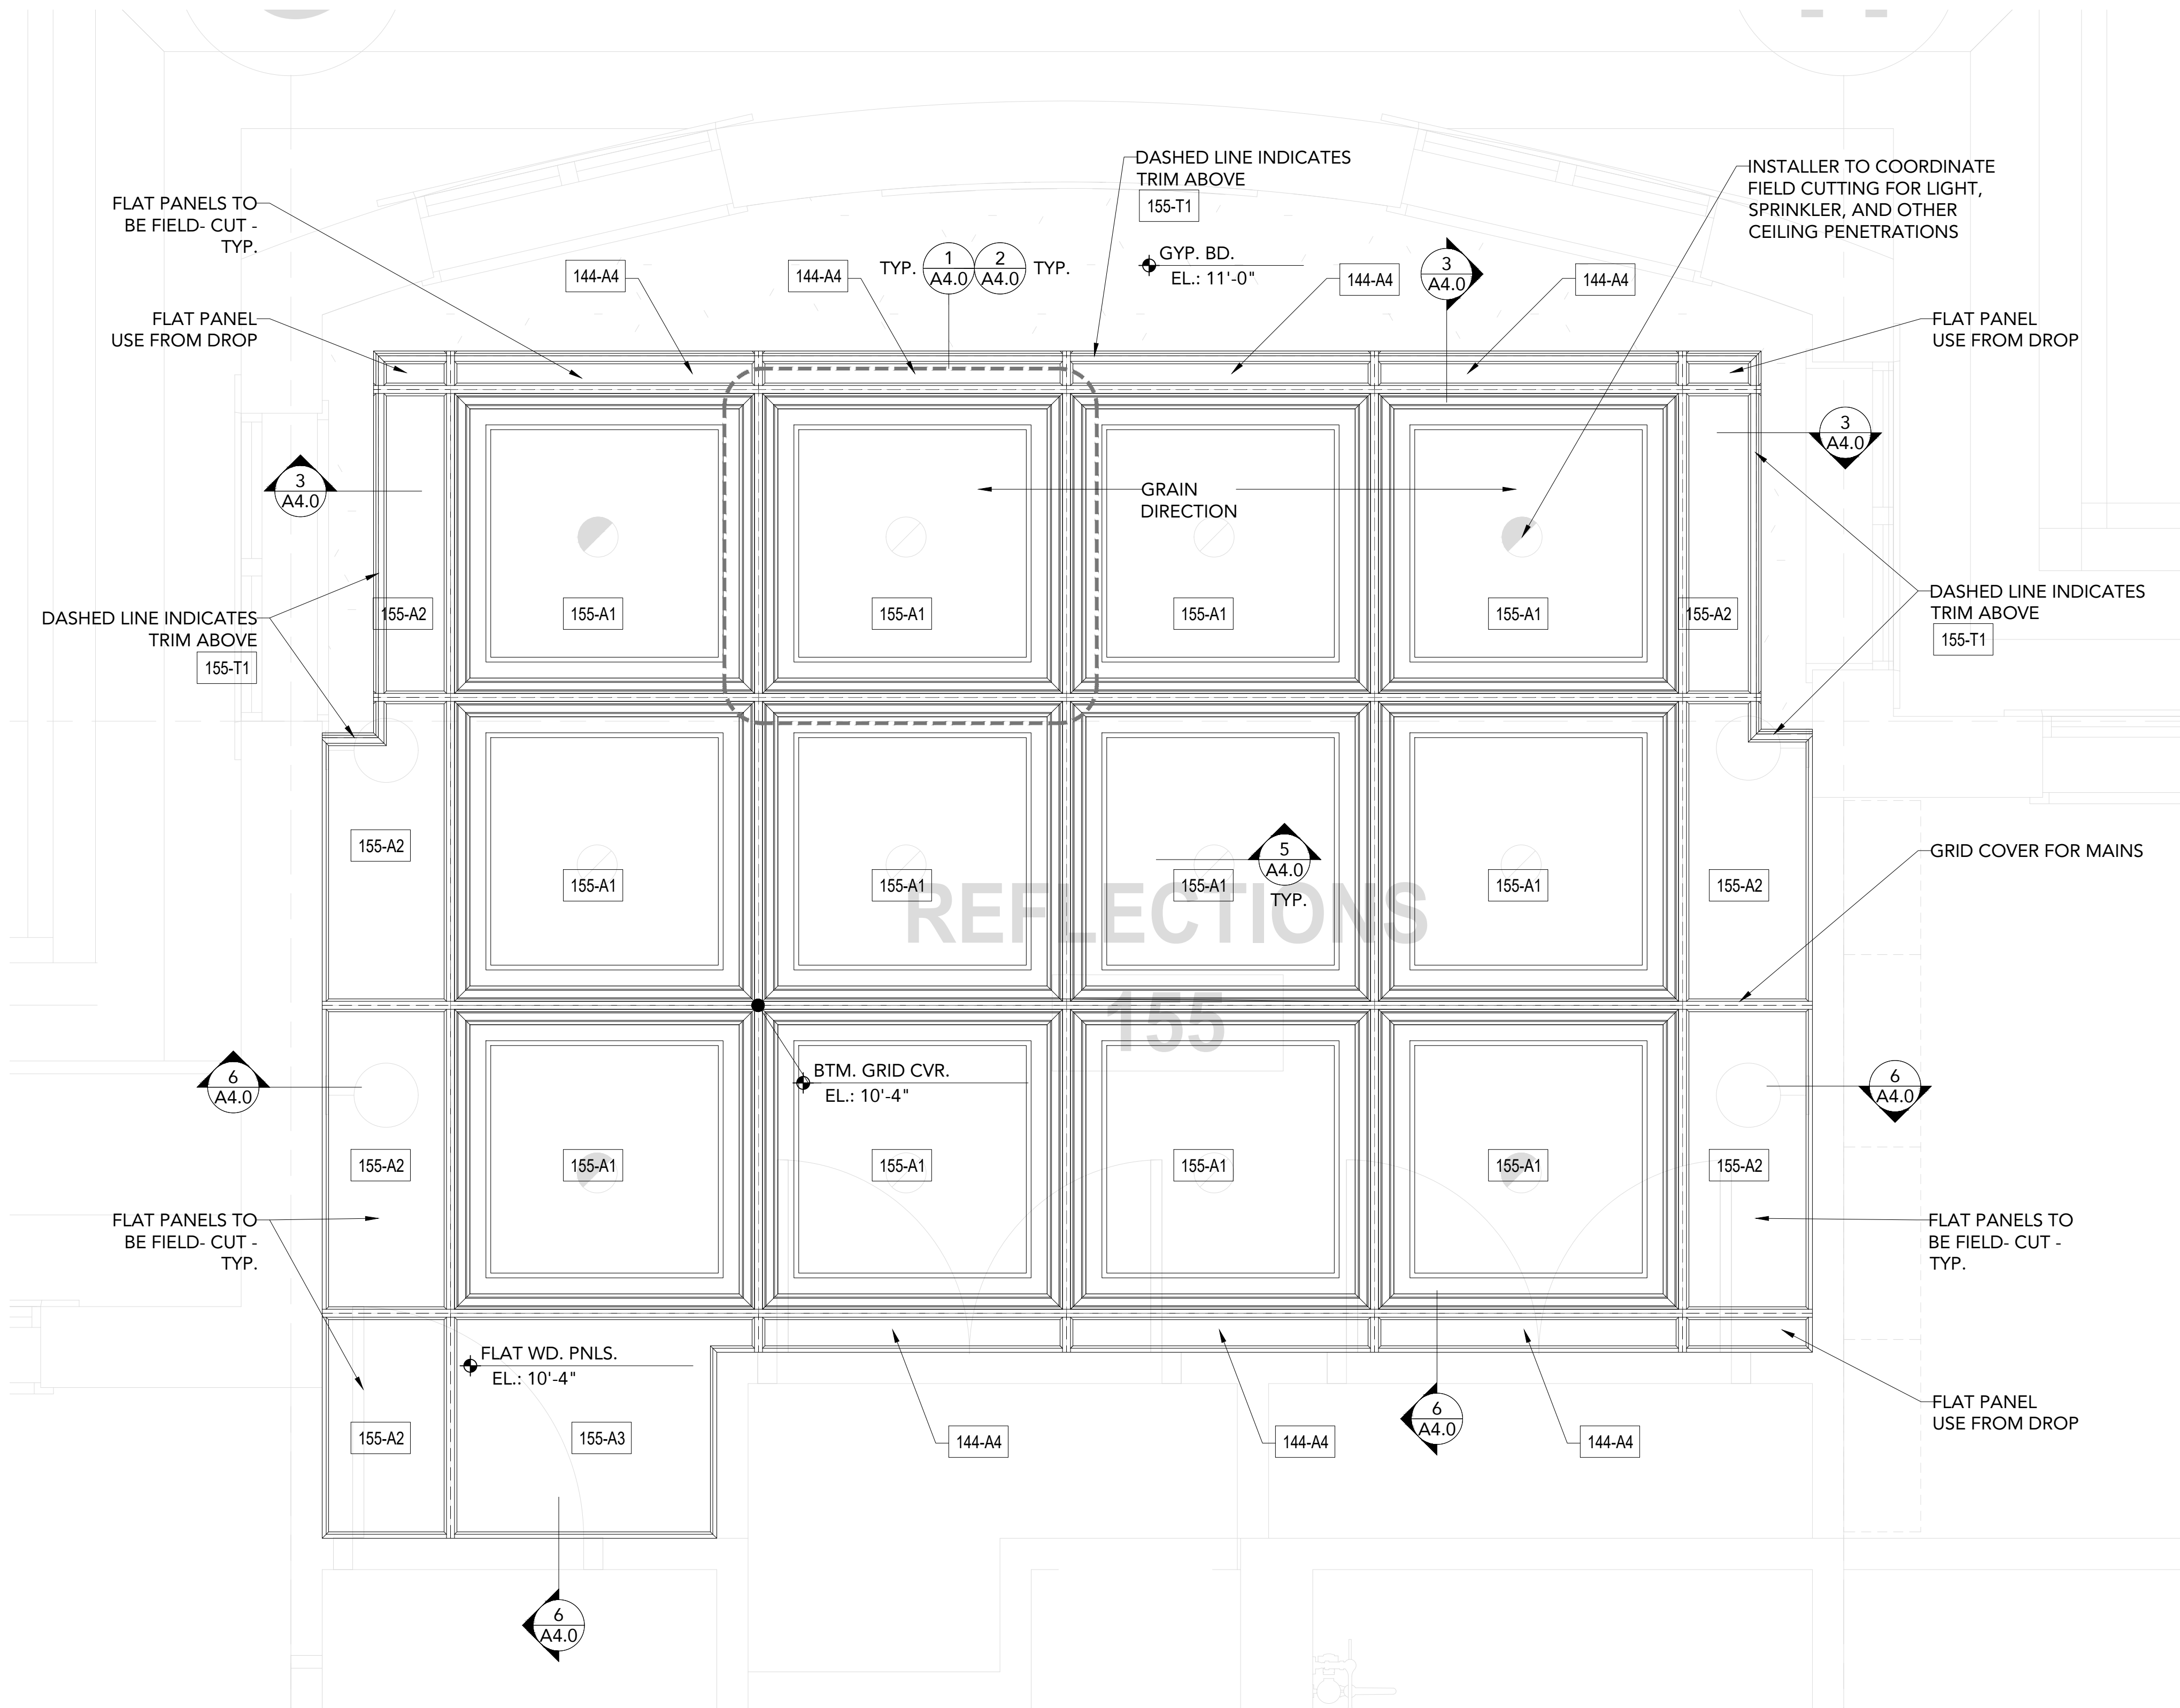 DASHED LINE INDICATES
TRIM ABOVE
155-T1
INSTALLER TO COORDINATE
FIELD CUTTING FOR LIGHT,
SPRINKLER, AND OTHER
CEILING PENETRATIONS
FLAT PANELS TO
BE FIELD- CUT -
TYP.
TYP.
1
A4.0
2
A4.0
TYP.
GYP. BD.
EL.: 11'-0"
3
A4.0
144-A4
144-A4
144-A4
144-A4
FLAT PANEL
USE FROM DROP
FLAT PANEL
USE FROM DROP
3
A4.0
3
A4.0
GRAIN
DIRECTION
DASHED LINE INDICATES
TRIM ABOVE
155-T1
155-A2
155-A1
155-A1
155-A1
155-A1
155-A2
DASHED LINE INDICATES
TRIM ABOVE
155-T1
155-A2
5
A4.0
TYP.
GRID COVER FOR MAINS
155-A1
155-A1
155-A1
155-A1
155-A2
REFLECTIONS
155
6
A4.0
BTM. GRID CVR.
EL.: 10'-4"
6
A4.0
155-A2
155-A1
155-A1
155-A1
155-A1
155-A2
FLAT PANELS TO
BE FIELD- CUT -
TYP.
FLAT PANELS TO
BE FIELD- CUT -
TYP.
FLAT WD. PNLS.
EL.: 10'-4"
FLAT PANEL
USE FROM DROP
6
A4.0
155-A2
155-A3
144-A4
144-A4
144-A4
6
A4.0